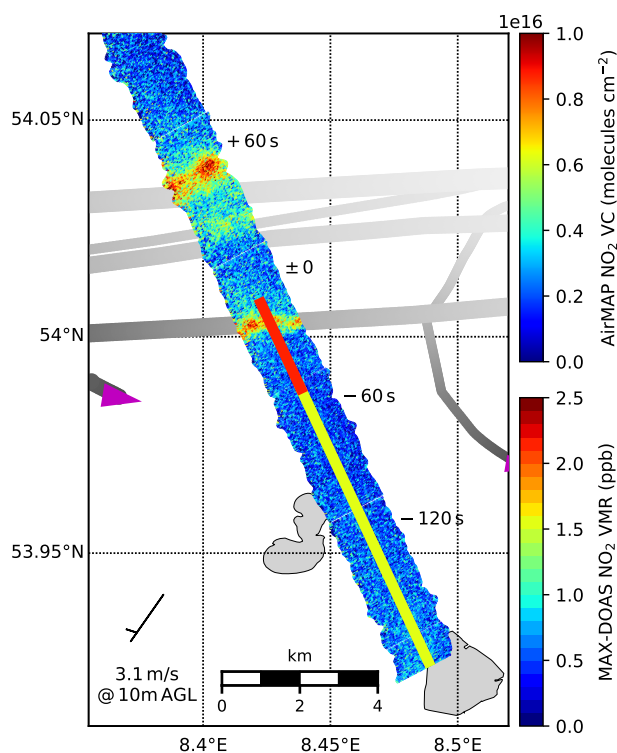 1e16
1.0
0.8
0.6
0.4
0.2
0.0
AirMAP NO₂ VC (molecules cm⁻²)
2.5
2.0
1.5
1.0
0.5
0.0
MAX-DOAS NO₂ VMR (ppb)
54.05°N
54°N
53.95°N
+60 s
±0
−60 s
−120 s
3.1 m/s
@ 10m AGL
km
0 2 4
8.4°E 8.45°E 8.5°E